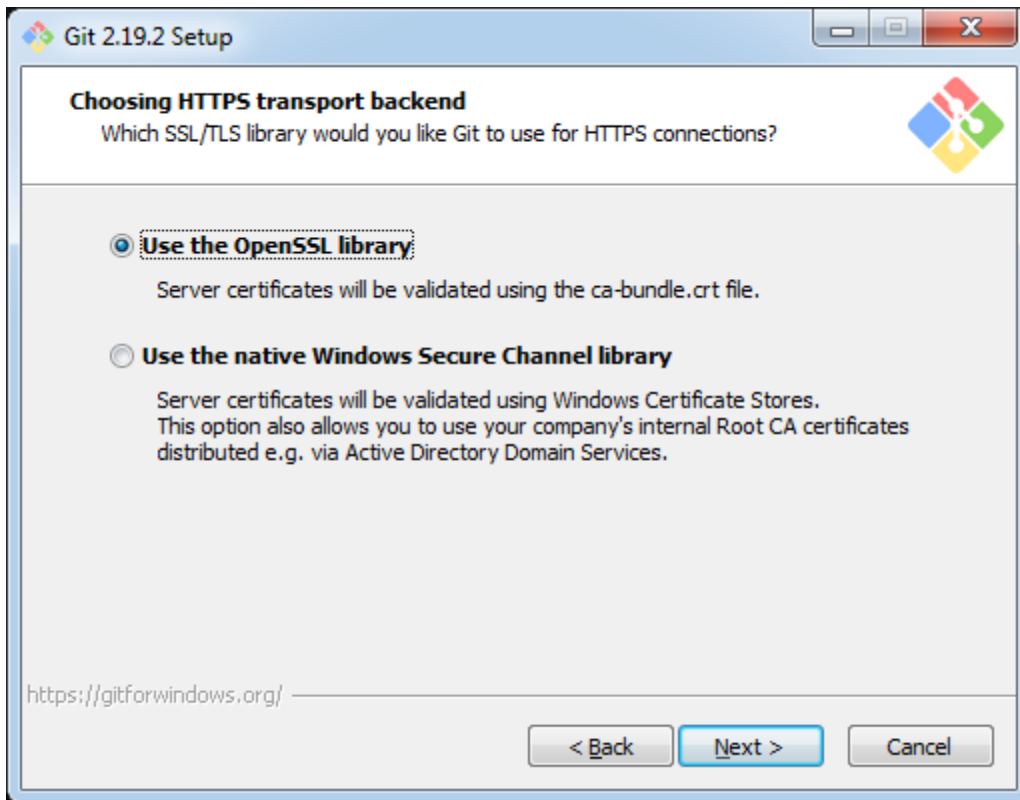 Git 2.19.2 Setup
Choosing HTTPS transport backend
Which SSL/TLS library would you like Git to use for HTTPS connections?
Use the OpenSSL library
Server certificates will be validated using the ca-bundle.crt file.
Use the native Windows Secure Channel library
Server certificates will be validated using Windows Certificate Stores.
This option also allows you to use your company's internal Root CA certificates
distributed e.g. via Active Directory Domain Services.
https://gitforwindows.org/
< Back
Next >
Cancel